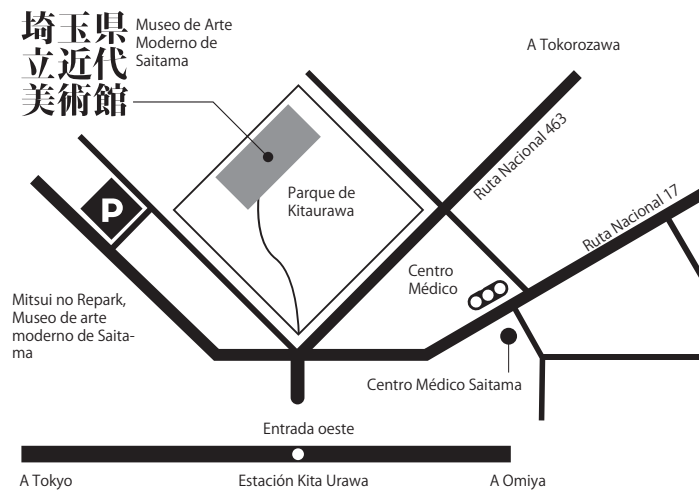 埼玉県
立近代
美術館
Museo de Arte
Moderno de
Saitama
A Tokorozawa
Ruta Nacional 463
Ruta Nacional 17
P
Parque de
Kitaurawa
Centro
Médico
Mitsui no Repark,
Museo de arte
moderno de Saita-
ma
Centro Médico Saitama
Entrada oeste
A Tokyo
Estación Kita Urawa
A Omiya